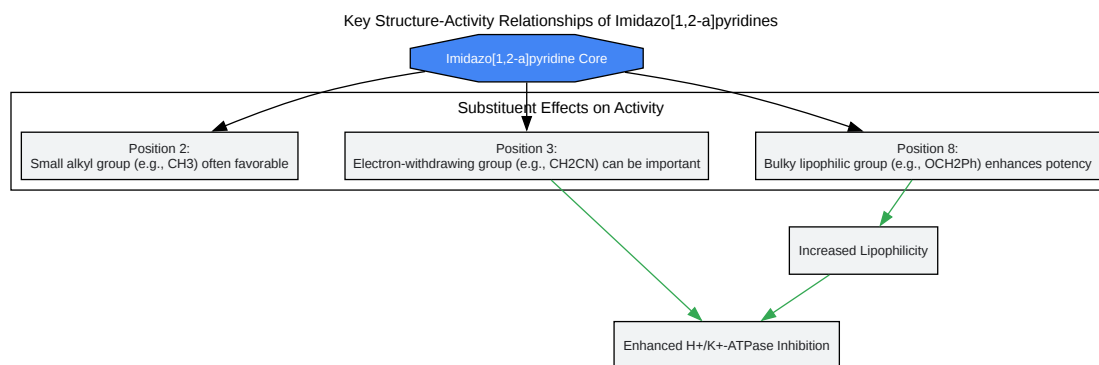 Key Structure-Activity Relationships of Imidazo[1,2-a]pyridines
Imidazo[1,2-a]pyridine Core
Substituent Effects on Activity
Position 2:
Small alkyl group (e.g., CH3) often favorable
Position 3:
Electron-withdrawing group (e.g., CH2CN) can be important
Position 8:
Bulky lipophilic group (e.g., OCH2Ph) enhances potency
Increased Lipophilicity
Enhanced H+/K+-ATPase Inhibition